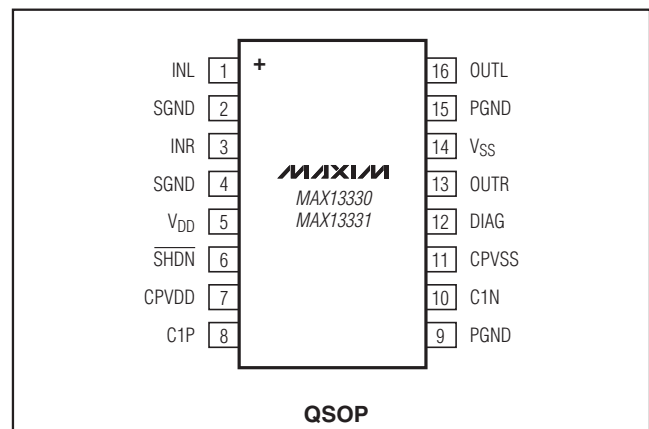 INL 1 + 16 OUTL
SGND 2 15 PGND
INR 3 14 VSS
SGND 4 MAXIM 13 OUTR
VDD 5 MAX13330 MAX13331 12 DIAG
SHDN 6 11 CPVSS
CPVDD 7 10 C1N
C1P 8 9 PGND
QSOP